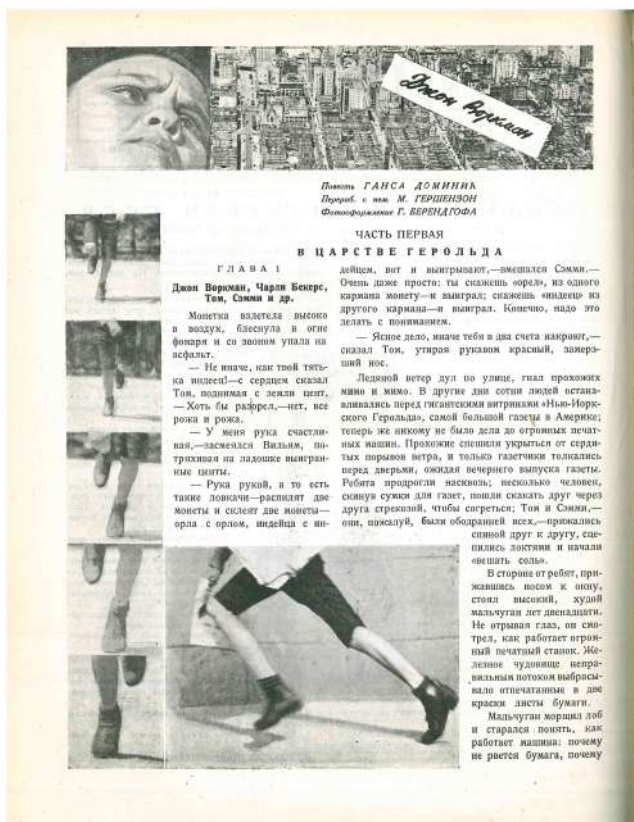 Джон Воркман
Повесть ГАНСА ДОМИНИК
Перераб. с нем. М. ГЕРШЕНЗОН
Фотооформление Г. БЕРЕНДГОФА
ЧАСТЬ ПЕРВАЯ
В ЦАРСТВЕ ГЕРОЛЬДА
ГЛАВА 1
Джон Воркман, Чарли Бекерс,
Том, Сэмми и др.
Монетка взлетела высоко
в воздух, блеснула в огне
фонаря и со звоном упала на
асфальт.
— Не иначе, как твой тять-
ка индеец!—с сердцем сказал
Том, поднимая с земли цент.
—Хоть бы разорел,—нет, все
рожа и рожа.
— У меня рука счастли-
вая,—засмеялся Вильям, по-
тряхивая на ладошке выигран-
ные центы.
— Рука рукой, а то есть
такие ловкачи—распилят две
монеты и склеят две монеты—
орла с орлом, индейца с ин-
дейцем, вот и выигрывают,—вмешался Сэмми.—
Очень даже просто: ты скажешь «орел», из одного
кармана монету—и выиграл; скажешь «индеец» из
другого кармана—и выиграл. Конечно, надо это
делать с пониманием.
— Ясное дело, иначе тебя в два счета накроют,—
сказал Том, утирая рукавом красный, замерз-
ший нос.
Ледяной ветер дул по улице, гнал прохожих
мимо и мимо. В другие дни сотни людей остана-
вливались перед гигантскими витринами «Нью-Йорк-
ского Герольда», самой большой газеты в Америке;
теперь же никому не было дела до огромных печат-
ных машин. Прохожие спешили укрыться от серди-
тых порывов ветра, и только газетчики толкались
перед дверьми, ожидая вечернего выпуска газеты.
Ребята продрогли насквозь; несколько человек,
скинув сумки для газет, пошли скакать друг через
друга стрекозой, чтобы согреться; Том и Сэмми,—
они, пожалуй, были ободранней всех,—прижались
спиной друг к другу, сце-
пились локтями и начали
«вешать соль».
В стороне от ребят, при-
жавшись носом к окну,
стоял высокий, худой
мальчуган лет двенадцати.
Не отрывая глаз, он смо-
трел, как работает огром-
ный печатный станок. Же-
лезное чудовище непра-
вильным потоком выбрасы-
вало отпечатанные в две
краски листы бумаги.
Мальчуган морщил лоб
и старался понять, как
работает машина: почему
не рвется бумага, почему